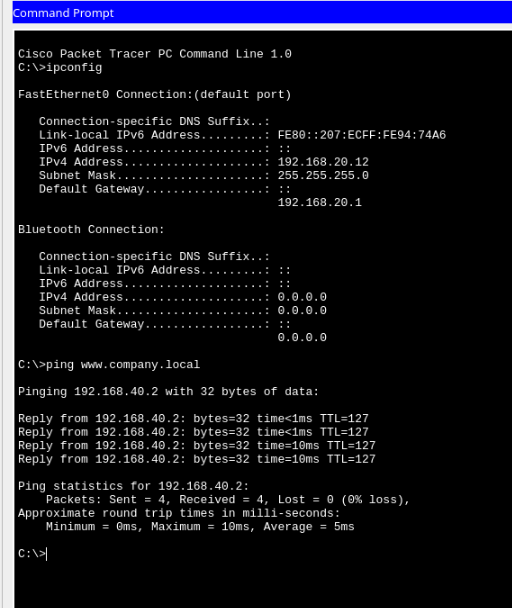 Command Prompt
Cisco Packet Tracer PC Command Line 1.0
C:\>ipconfig
FastEthernet0 Connection:(default port)
Connection-specific DNS Suffix..:
Link-local IPv6 Address.........: FE80::207:ECFF:FE94:74A6
IPv6 Address....................: ::
IPv4 Address....................: 192.168.20.12
Subnet Mask.....................: 255.255.255.0
Default Gateway.................: ::
192.168.20.1
Bluetooth Connection:
Connection-specific DNS Suffix..:
Link-local IPv6 Address.........: ::
IPv6 Address....................: ::
IPv4 Address....................: 0.0.0.0
Subnet Mask.....................: 0.0.0.0
Default Gateway.................: ::
0.0.0.0
C:\>ping www.company.local
Pinging 192.168.40.2 with 32 bytes of data:
Reply from 192.168.40.2: bytes=32 time<1ms TTL=127
Reply from 192.168.40.2: bytes=32 time<1ms TTL=127
Reply from 192.168.40.2: bytes=32 time=10ms TTL=127
Reply from 192.168.40.2: bytes=32 time=10ms TTL=127
Ping statistics for 192.168.40.2:
Packets: Sent = 4, Received = 4, Lost = 0 (0% loss),
Approximate round trip times in milli-seconds:
Minimum = 0ms, Maximum = 10ms, Average = 5ms
C:\>